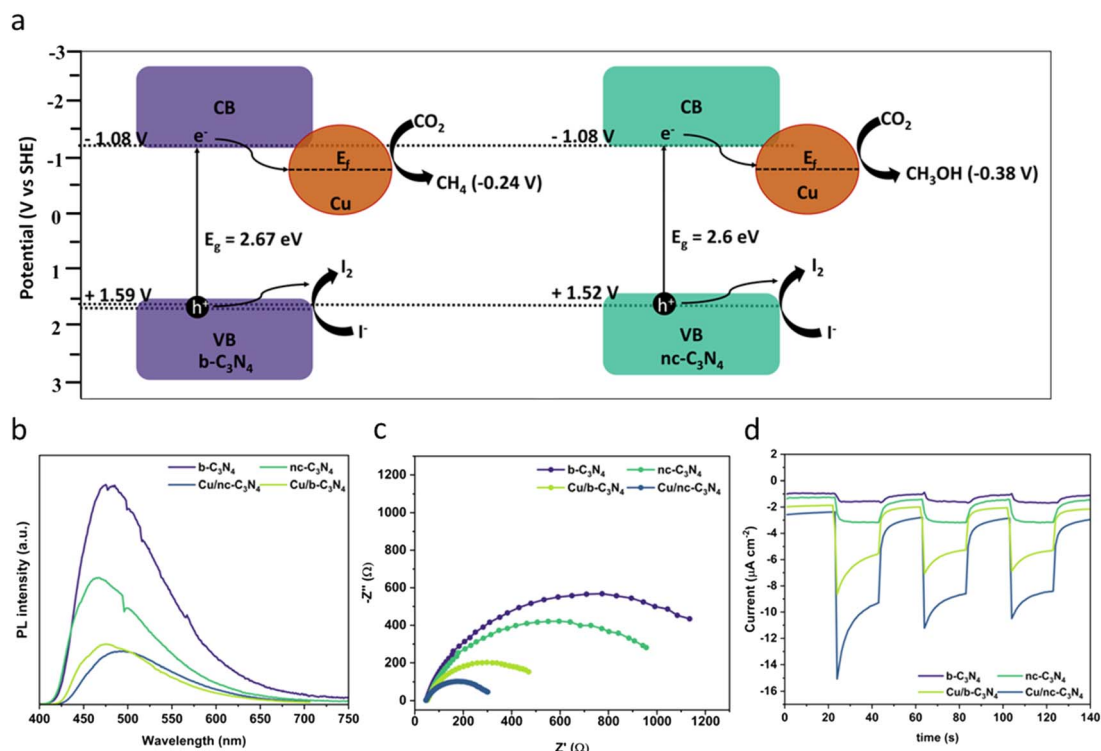 a
Potential (V vs SHE)
-3
-2
-1
0
1
2
3
CB
- 1.08 V
e⁻
E_f
Cu
CO₂
CH₄ (-0.24 V)
E_g = 2.67 eV
+ 1.59 V
h⁺
I₂
I⁻
VB
b-C₃N₄
CB
- 1.08 V
e⁻
E_f
Cu
CO₂
CH₃OH (-0.38 V)
E_g = 2.6 eV
+ 1.52 V
h⁺
I₂
I⁻
VB
nc-C₃N₄
b
PL intensity (a.u.)
b-C₃N₄ nc-C₃N₄
Cu/nc-C₃N₄ Cu/b-C₃N₄
400 450 500 550 600 650 700 750
Wavelength (nm)
c
-Z'' (Ω)
1200
1000
800
600
400
200
0
b-C₃N₄ nc-C₃N₄
Cu/b-C₃N₄ Cu/nc-C₃N₄
0 200 400 600 800 1000 1200
Z' (Ω)
d
Current (µA cm⁻²)
2
0
-2
-4
-6
-8
-10
-12
-14
-16
b-C₃N₄ nc-C₃N₄
Cu/b-C₃N₄ Cu/nc-C₃N₄
0 20 40 60 80 100 120 140
time (s)